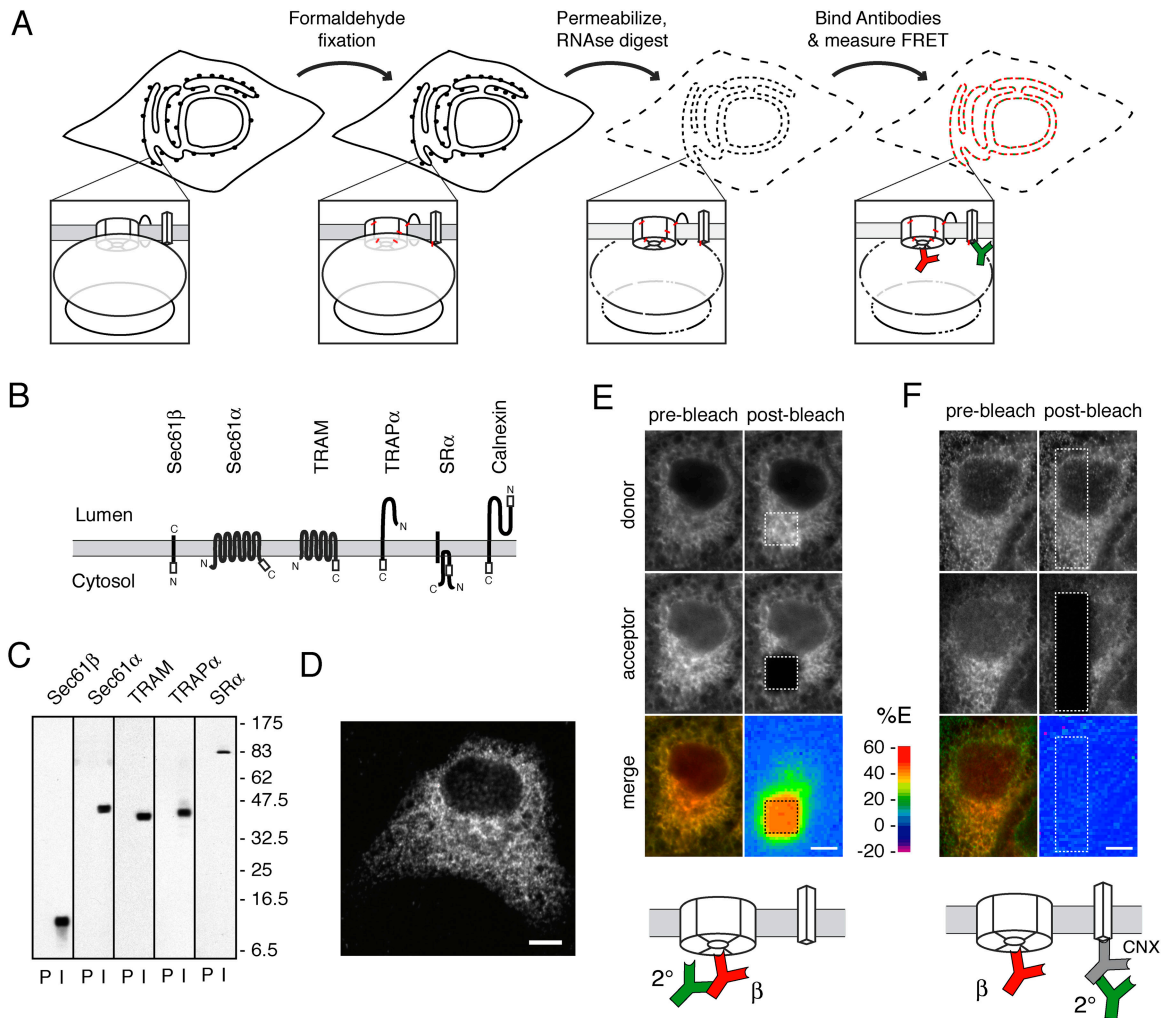 A
Formaldehyde
fixation
Permeabilize,
RNAse digest
Bind Antibodies
& measure FRET
B
Sec61β
Sec61α
TRAM
TRAPα
SRα
Calnexin
Lumen
Cytosol
C
N
N
C
N
C
N
C
C
N
N
C
C
Sec61β
Sec61α
TRAM
TRAPα
SRα
- 175
- 83
- 62
- 47.5
- 32.5
- 25
- 16.5
- 6.5
P I P I P I P I P I
D
E
pre-bleach post-bleach
donor
acceptor
merge
%E
60
40
20
0
-20
2°
β
F
pre-bleach post-bleach
CNX
β
2°